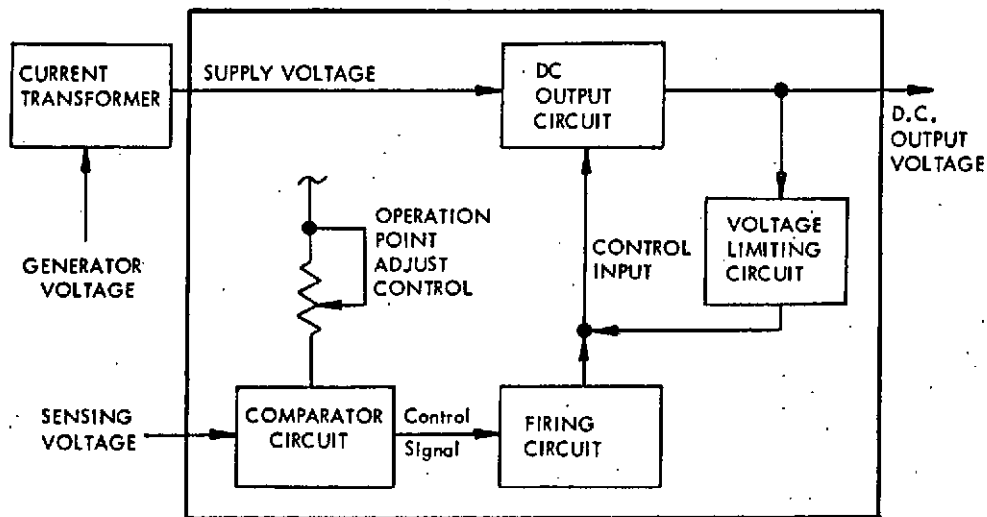 CURRENT
TRANSFORMER
SUPPLY VOLTAGE
DC
OUTPUT
CIRCUIT
D.C.
OUTPUT
VOLTAGE
GENERATOR
VOLTAGE
OPERATION
POINT
ADJUST
CONTROL
CONTROL
INPUT
VOLTAGE
LIMITING
CIRCUIT
SENSING
VOLTAGE
COMPARATOR
CIRCUIT
Control
Signal
FIRING
CIRCUIT